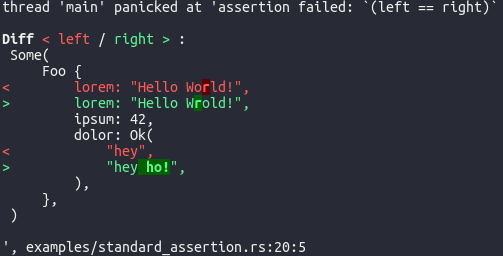 thread 'main' panicked at 'assertion failed: `(left == right)`

Diff < left / right > :
 Some(
     Foo {
<        lorem: "Hello World!",
>        lorem: "Hello Wrold!",
         ipsum: 42,
         dolor: Ok(
<            "hey",
>            "hey ho!",
         ),
     },
 )

', examples/standard_assertion.rs:20:5